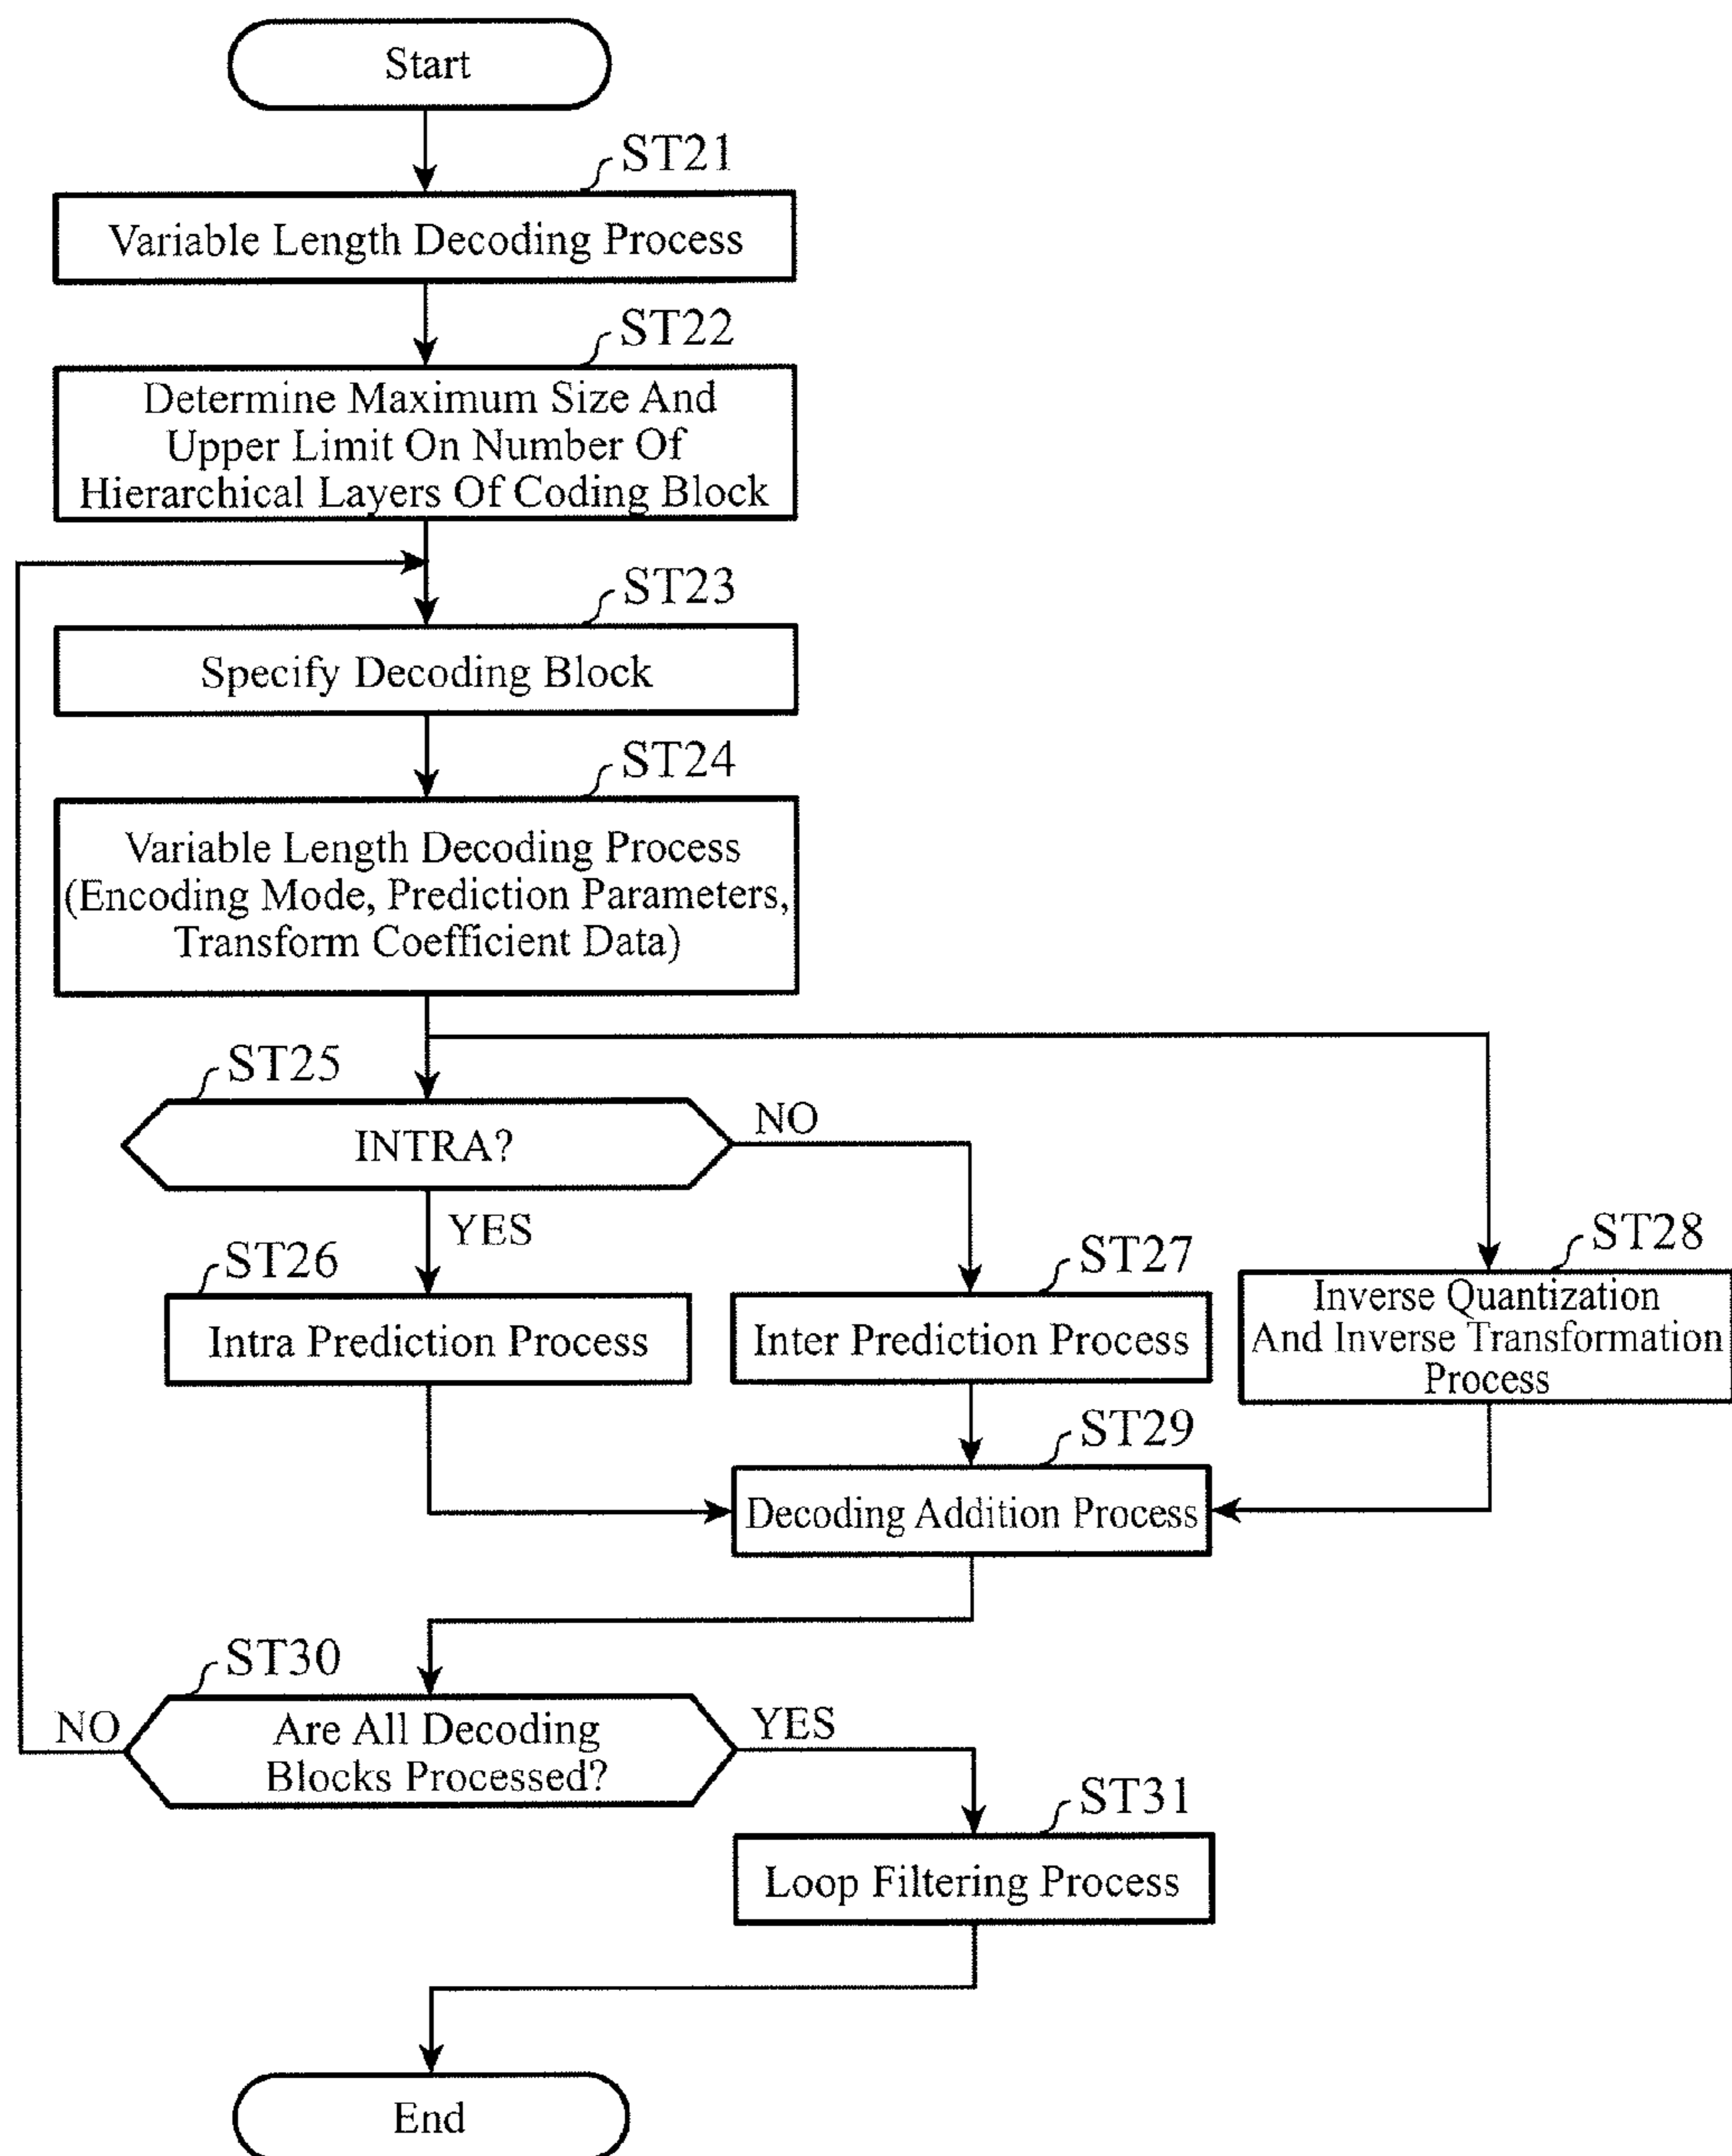 Start
ST21
Variable Length Decoding Process
ST22
Determine Maximum Size And
Upper Limit On Number Of
Hierarchical Layers Of Coding Block
ST23
Specify Decoding Block
ST24
Variable Length Decoding Process
(Encoding Mode, Prediction Parameters,
Transform Coefficient Data)
ST25
INTRA?
NO
YES
ST26
Intra Prediction Process
ST27
Inter Prediction Process
ST28
Inverse Quantization
And Inverse Transformation
Process
ST29
Decoding Addition Process
ST30
NO
Are All Decoding
Blocks Processed?
YES
ST31
Loop Filtering Process
End